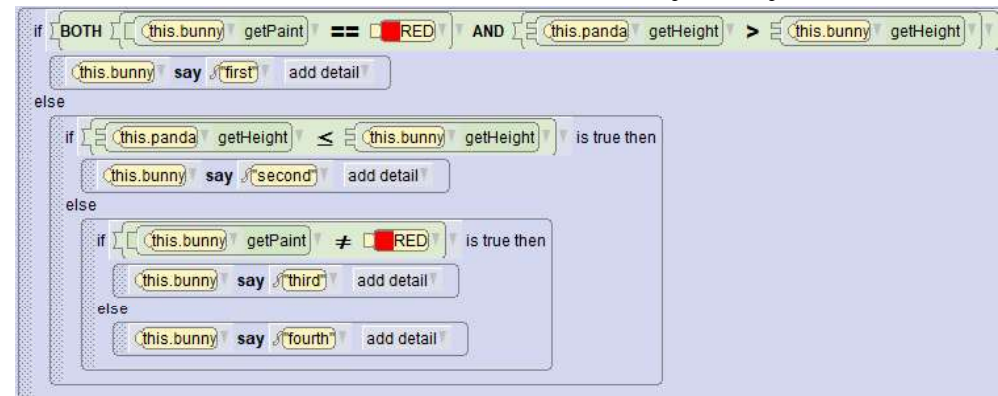 if BOTH this.bunny getPaint == RED AND this.panda getHeight > this.bunny getHeight
this.bunny say "first" add detail
else
if this.panda getHeight ≤ this.bunny getHeight is true then
this.bunny say "second" add detail
else
if this.bunny getPaint ≠ RED is true then
this.bunny say "third" add detail
else
this.bunny say "fourth" add detail